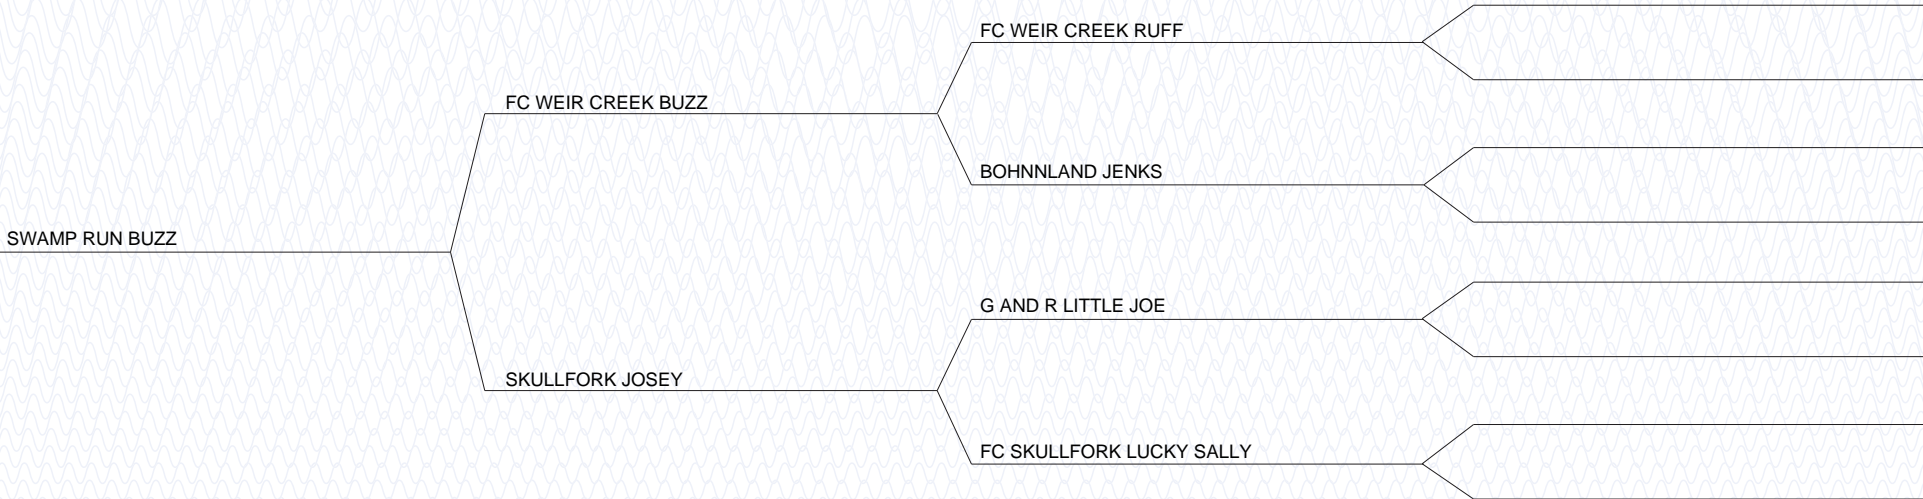 FC WEIR CREEK RUFF
FC WEIR CREEK BUZZ
BOHNNLAND JENKS
SWAMP RUN BUZZ
G AND R LITTLE JOE
SKULLFORK JOSEY
FC SKULLFORK LUCKY SALLY